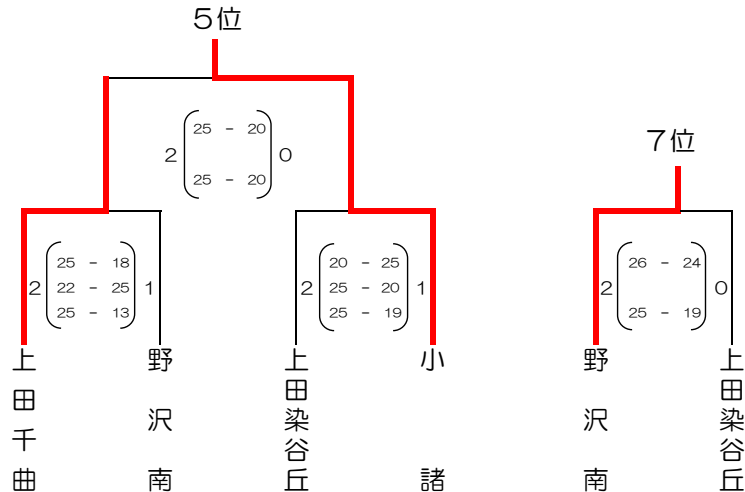 5位
25 - 20
2 0
25 - 20
7位
25 - 18
2 22 - 25 1
25 - 13
20 - 25
2 25 - 20 1
25 - 19
26 - 24
2 0
25 - 19
上田千曲
野沢南
上田染谷丘
小諸
野沢南
上田染谷丘